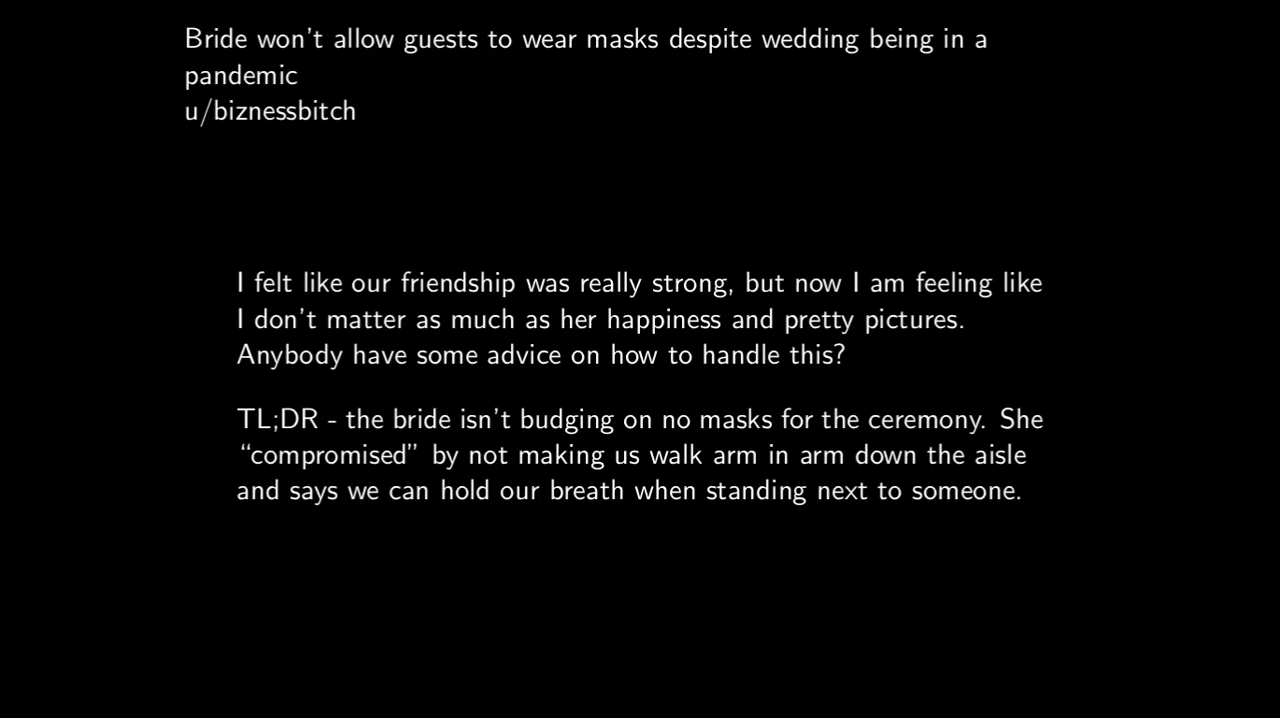 Bride won't allow guests to wear masks despite wedding being in a
pandemic
u/biznessbitch
I felt like our friendship was really strong, but now I am feeling like
I don't matter as much as her happiness and pretty pictures.
Anybody have some advice on how to handle this?
TL;DR - the bride isn't budging on no masks for the ceremony. She
“compromised” by not making us walk arm in arm down the aisle
and says we can hold our breath when standing next to someone.